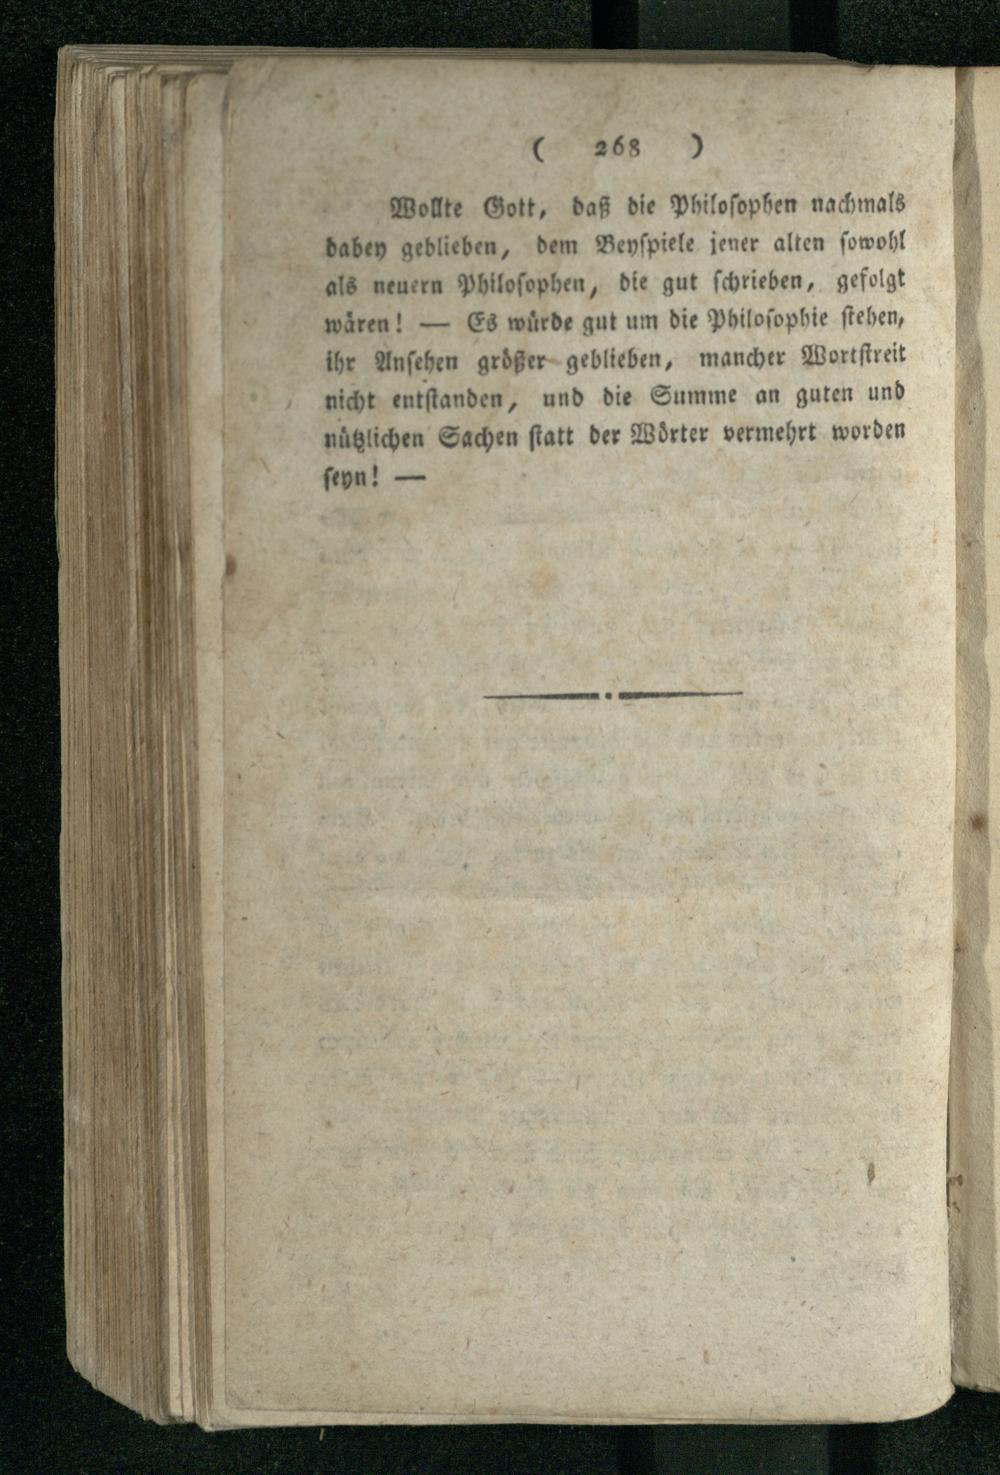 ( 268 )
Wollte Gott, daß die Philosophen nachmals
dabey geblieben, dem Beyspiele jener alten sowohl
als neuern Philosophen, die gut schrieben, gefolgt
wären! — Es würde gut um die Philosophie stehen,
ihr Ansehen größer geblieben, mancher Wortstreit
nicht entstanden, und die Summe an guten und
nützlichen Sachen statt der Wörter vermehrt worden
seyn! —